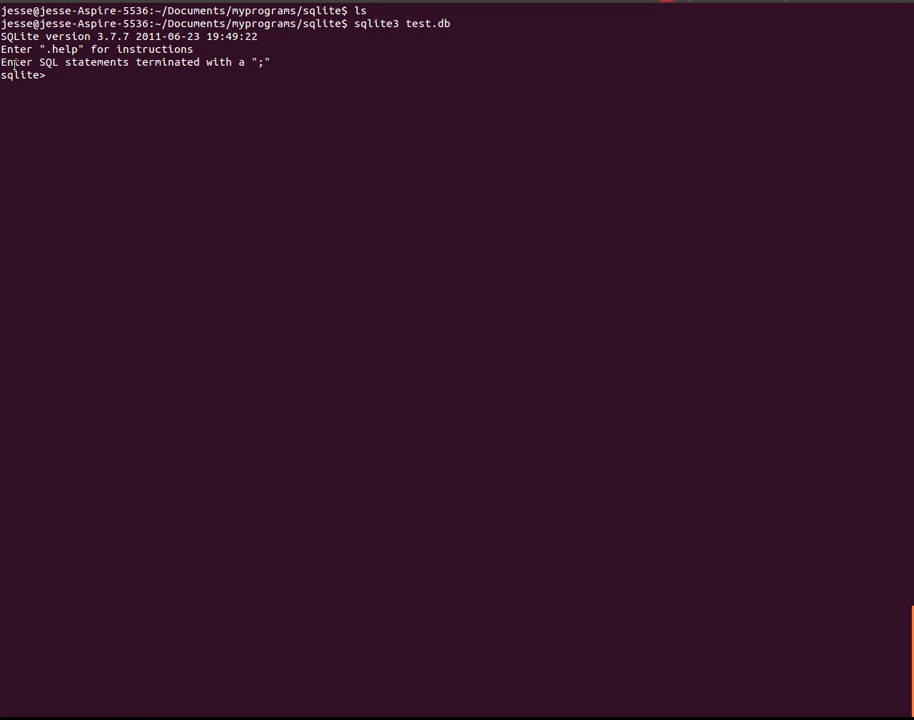 jesse@jesse-Aspire-5536:~/Documents/myprograms/sqlite$ ls
jesse@jesse-Aspire-5536:~/Documents/myprograms/sqlite$ sqlite3 test.db
SQLite version 3.7.7 2011-06-23 19:49:22
Enter ".help" for instructions
Enter SQL statements terminated with a ";"
sqlite>